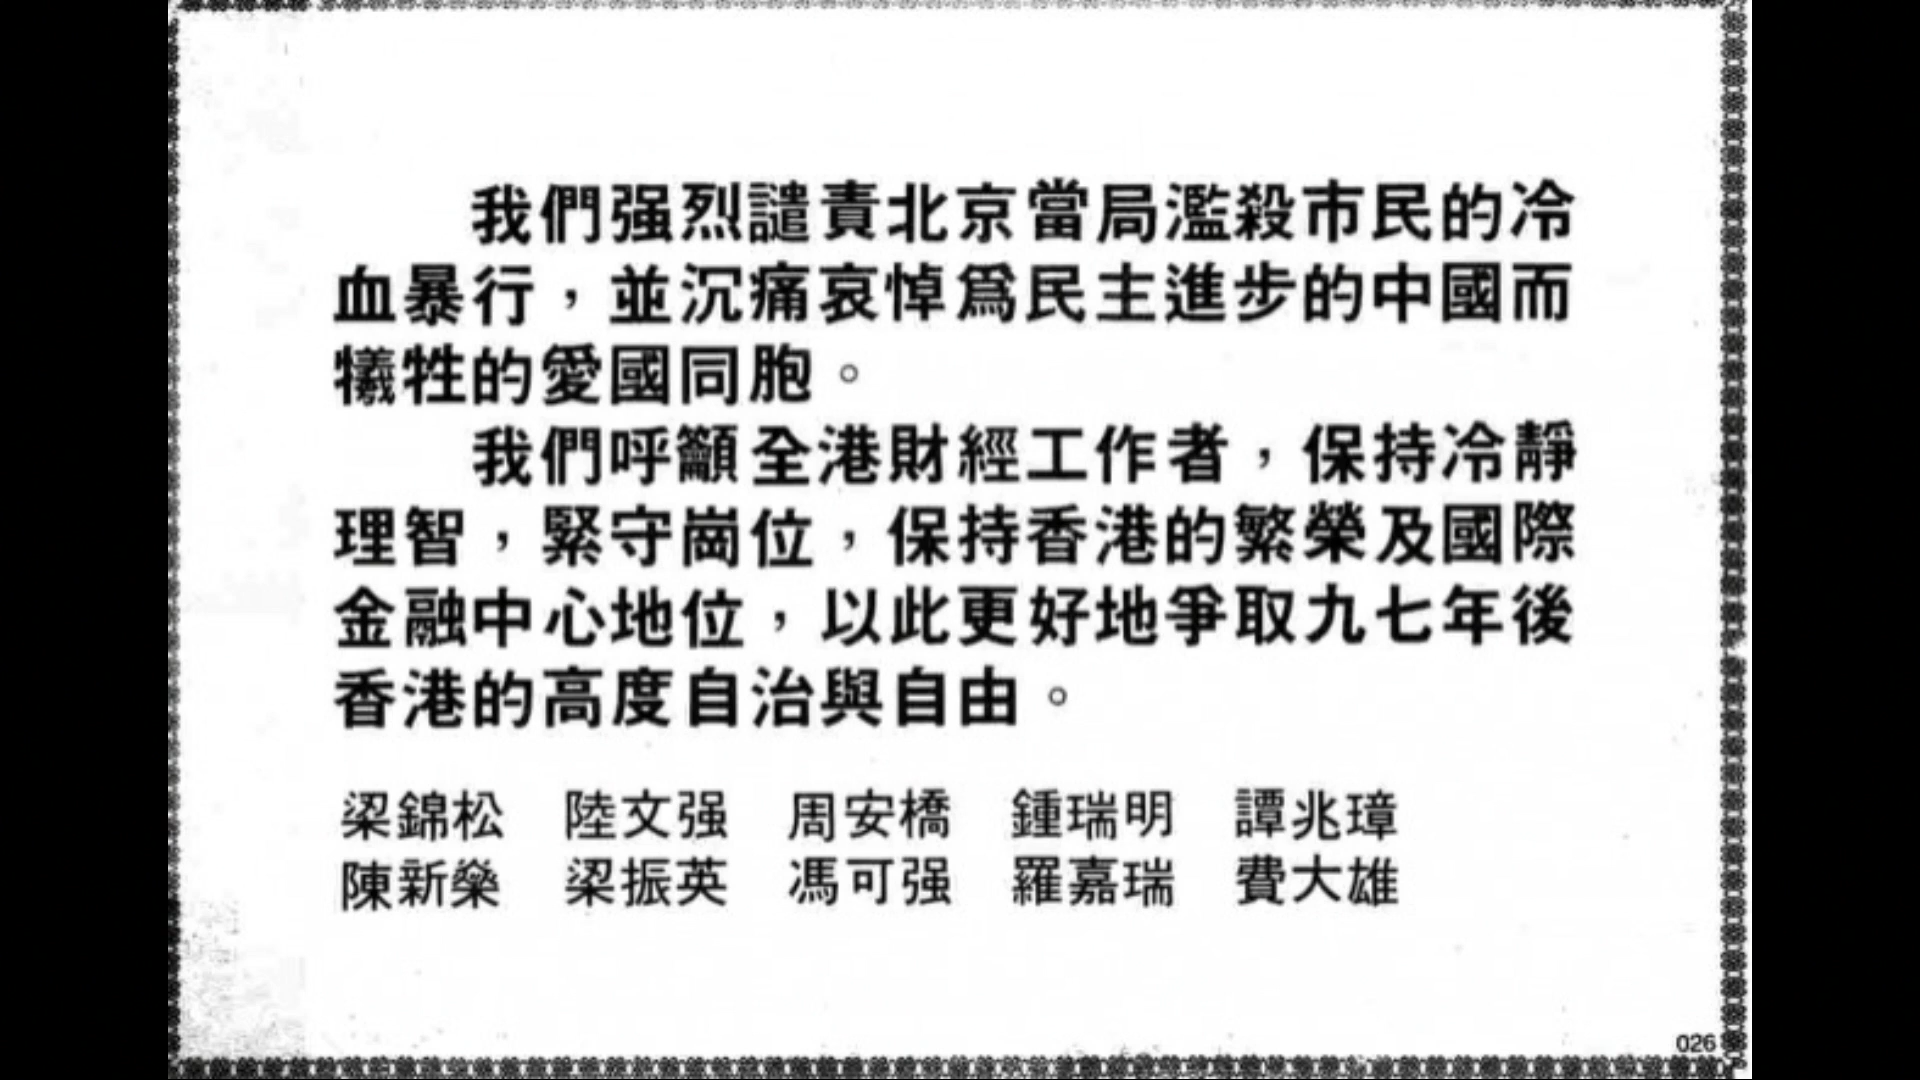 我們强烈譴責北京當局濫殺市民的冷
血暴行，並沉痛哀悼爲民主進步的中國而
犧牲的愛國同胞。
我們呼籲全港財經工作者，保持冷靜
理智，緊守崗位，保持香港的繁榮及國際
金融中心地位，以此更好地爭取九七年後
香港的高度自治與自由。
梁錦松 陸文强 周安橋 鍾瑞明 譚兆璋
陳新燊 梁振英 馮可强 羅嘉瑞 費大雄
026